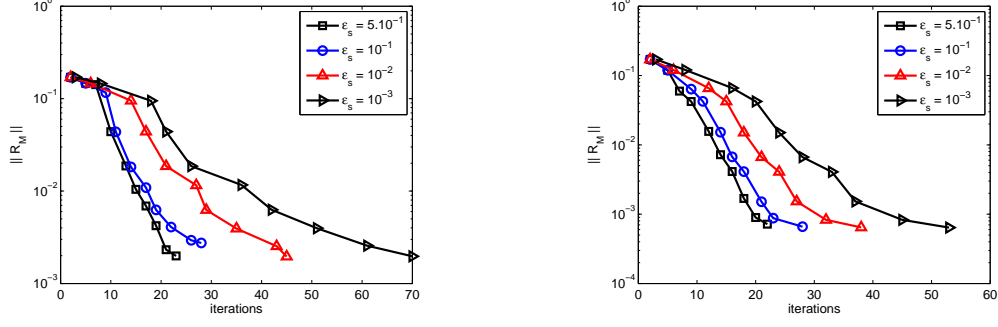 10⁰
10⁻¹
10⁻²
10⁻³
|| R_M ||
0 10 20 30 40 50 60 70
iterations
ε_s = 5.10⁻¹
ε_s = 10⁻¹
ε_s = 10⁻²
ε_s = 10⁻³
10⁰
10⁻¹
10⁻²
10⁻³
10⁻⁴
|| R_M ||
0 10 20 30 40 50 60
iterations
ε_s = 5.10⁻¹
ε_s = 10⁻¹
ε_s = 10⁻²
ε_s = 10⁻³